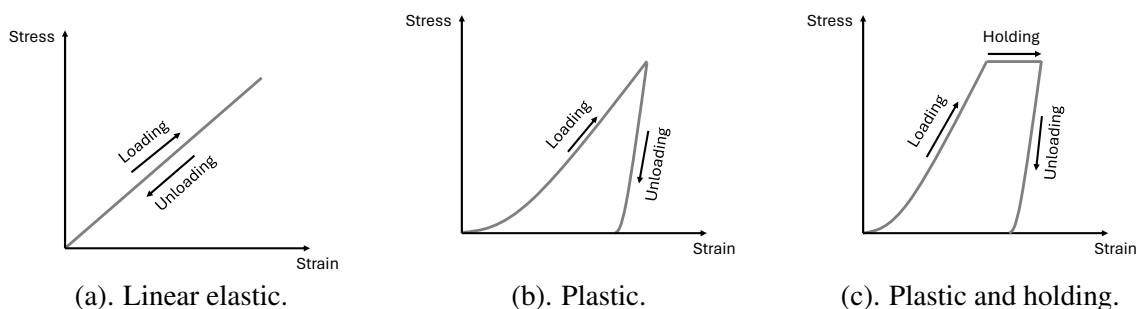 Stress
Loading
Unloading
Strain
(a). Linear elastic.
Stress
Loading
Unloading
Strain
(b). Plastic.
Stress
Holding
Loading
Unloading
Strain
(c). Plastic and holding.